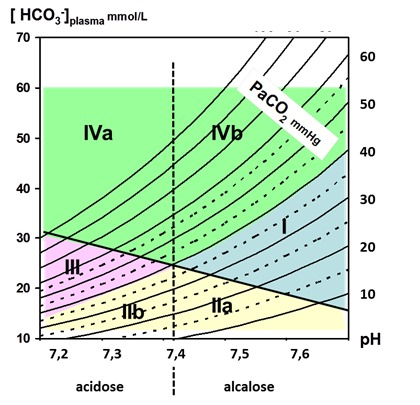 [ HCO3-]plasma mmol/L
70
60
60
PaCO2 mmHg
50
IVa
IVb
50
40
40
30
I
30
20
III
20
10
IIb
IIa
10
pH
7,2
7,3
7,4
7,5
7,6
acidose
alcalose